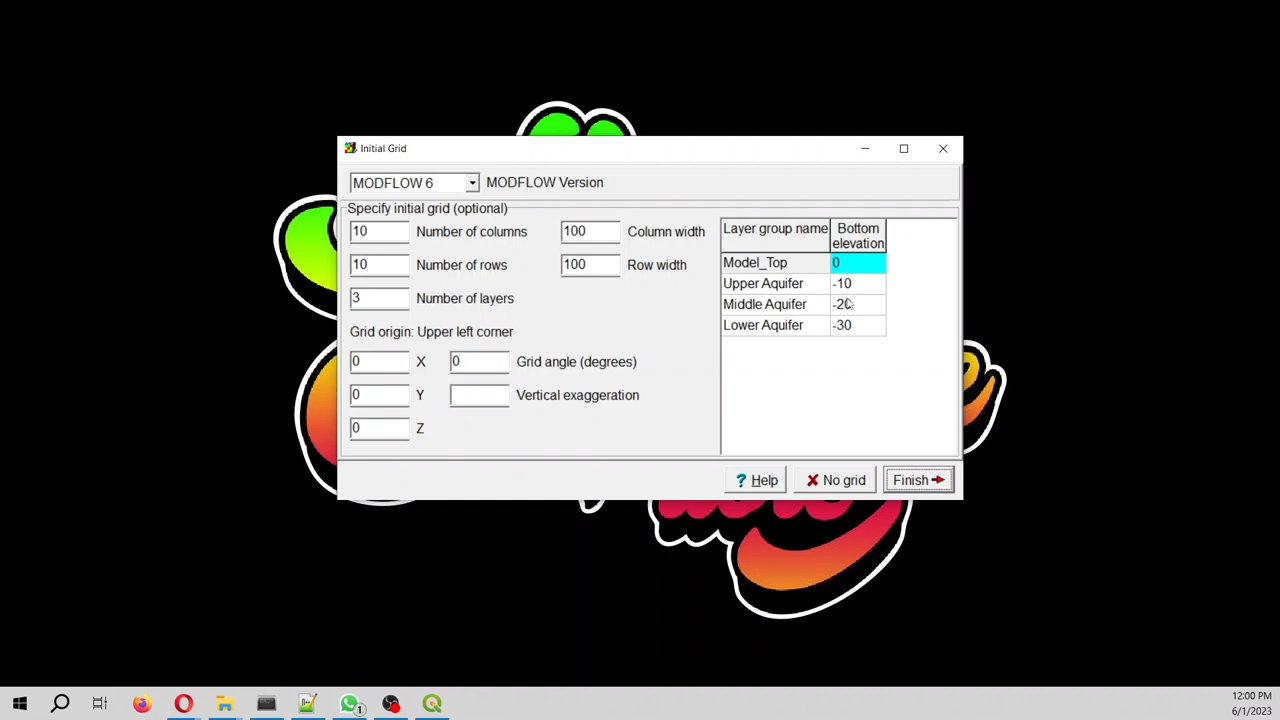 Initial Grid
MODFLOW 6
MODFLOW Version
Specify initial grid (optional)
10 Number of columns
100 Column width
10 Number of rows
100 Row width
3 Number of layers
Grid origin: Upper left corner
0 X
0 Grid angle (degrees)
0 Y
Vertical exaggeration
0 Z
Layer group name
Bottom elevation
Model_Top 0
Upper Aquifer -10
Middle Aquifer -20
Lower Aquifer -30
? Help
No grid
Finish
1
12:00 PM
6/1/2023